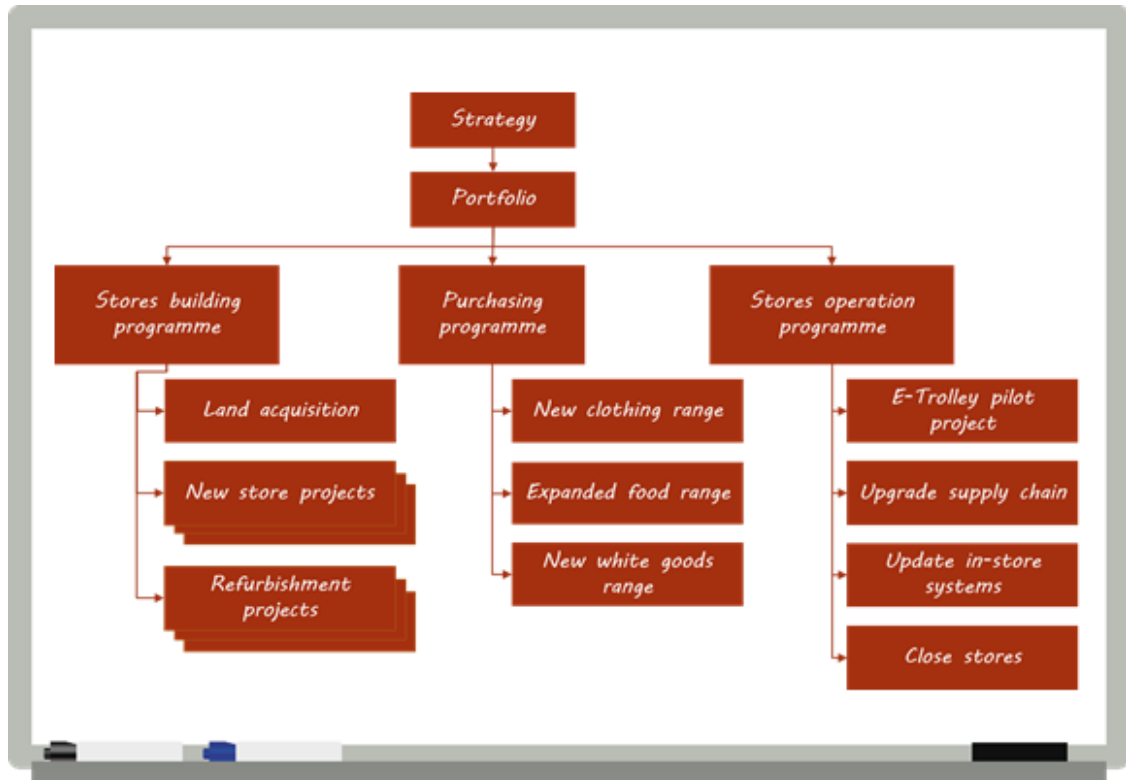 Strategy
Portfolio
Stores building
programme
Purchasing
programme
Stores operation
programme
Land acquisition
New store projects
Refurbishment
projects
New clothing range
Expanded food range
New white goods
range
E-Trolley pilot
project
Upgrade supply chain
Update in-store
systems
Close stores